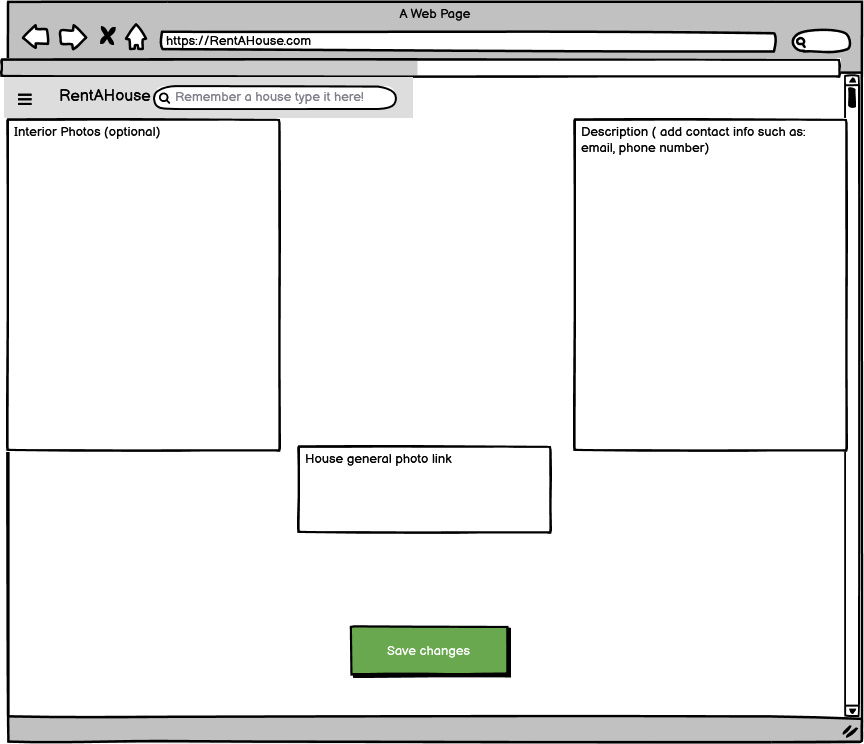 A Web Page
https://RentAHouse.com
RentAHouse
Remember a house type it here!
Interior Photos (optional)
Description ( add contact info such as:
email, phone number)
House general photo link
Save changes